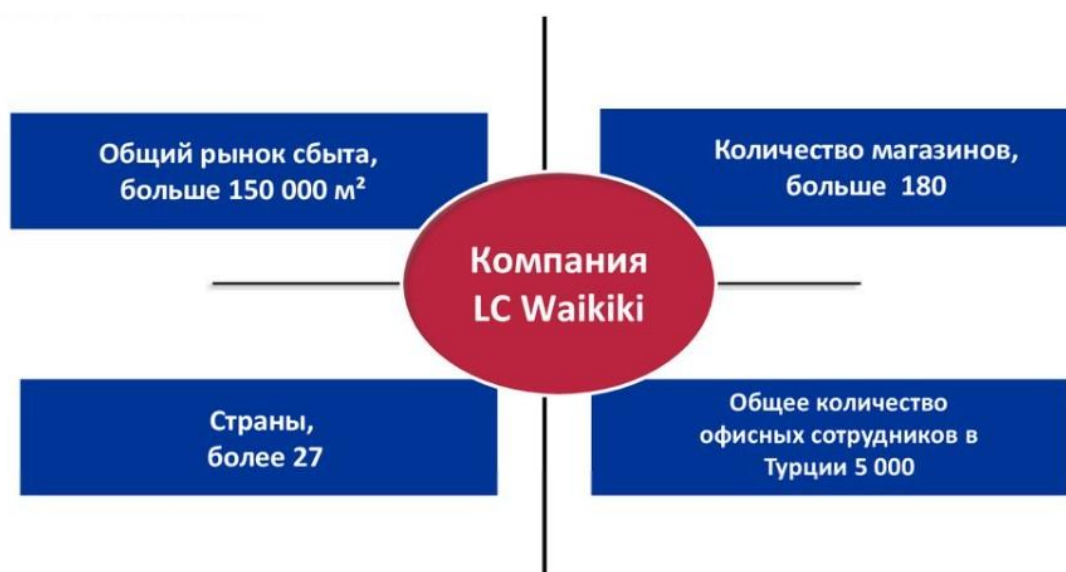 Общий рынок сбыта,
больше 150 000 м²
Количество магазинов,
больше 180
Компания
LC Waikiki
Страны,
более 27
Общее количество
офисных сотрудников в
Турции 5 000